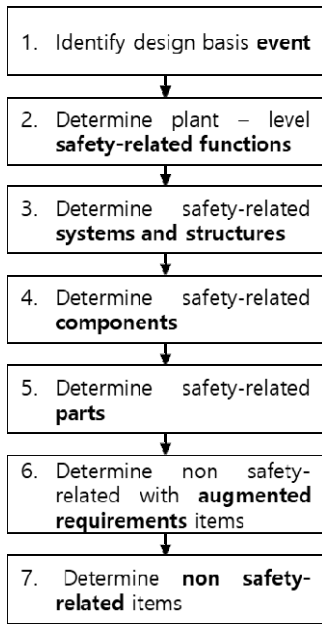 1. Identify design basis event
2. Determine plant – level
safety-related functions
3. Determine safety-related
systems and structures
4. Determine safety-related
components
5. Determine safety-related
parts
6. Determine non safety-
related with augmented
requirements items
7. Determine non safety-
related items